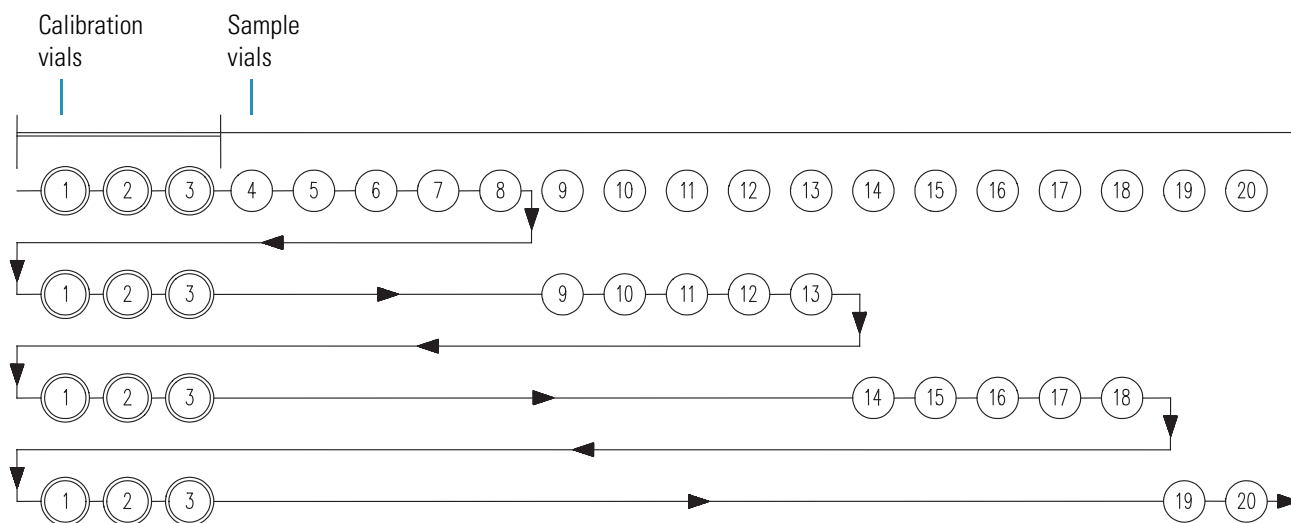 Calibration
vials
Sample
vials
1 2 3 4 5 6 7 8 9 10 11 12 13 14 15 16 17 18 19 20
1 2 3 9 10 11 12 13
1 2 3 14 15 16 17 18
1 2 3 19 20